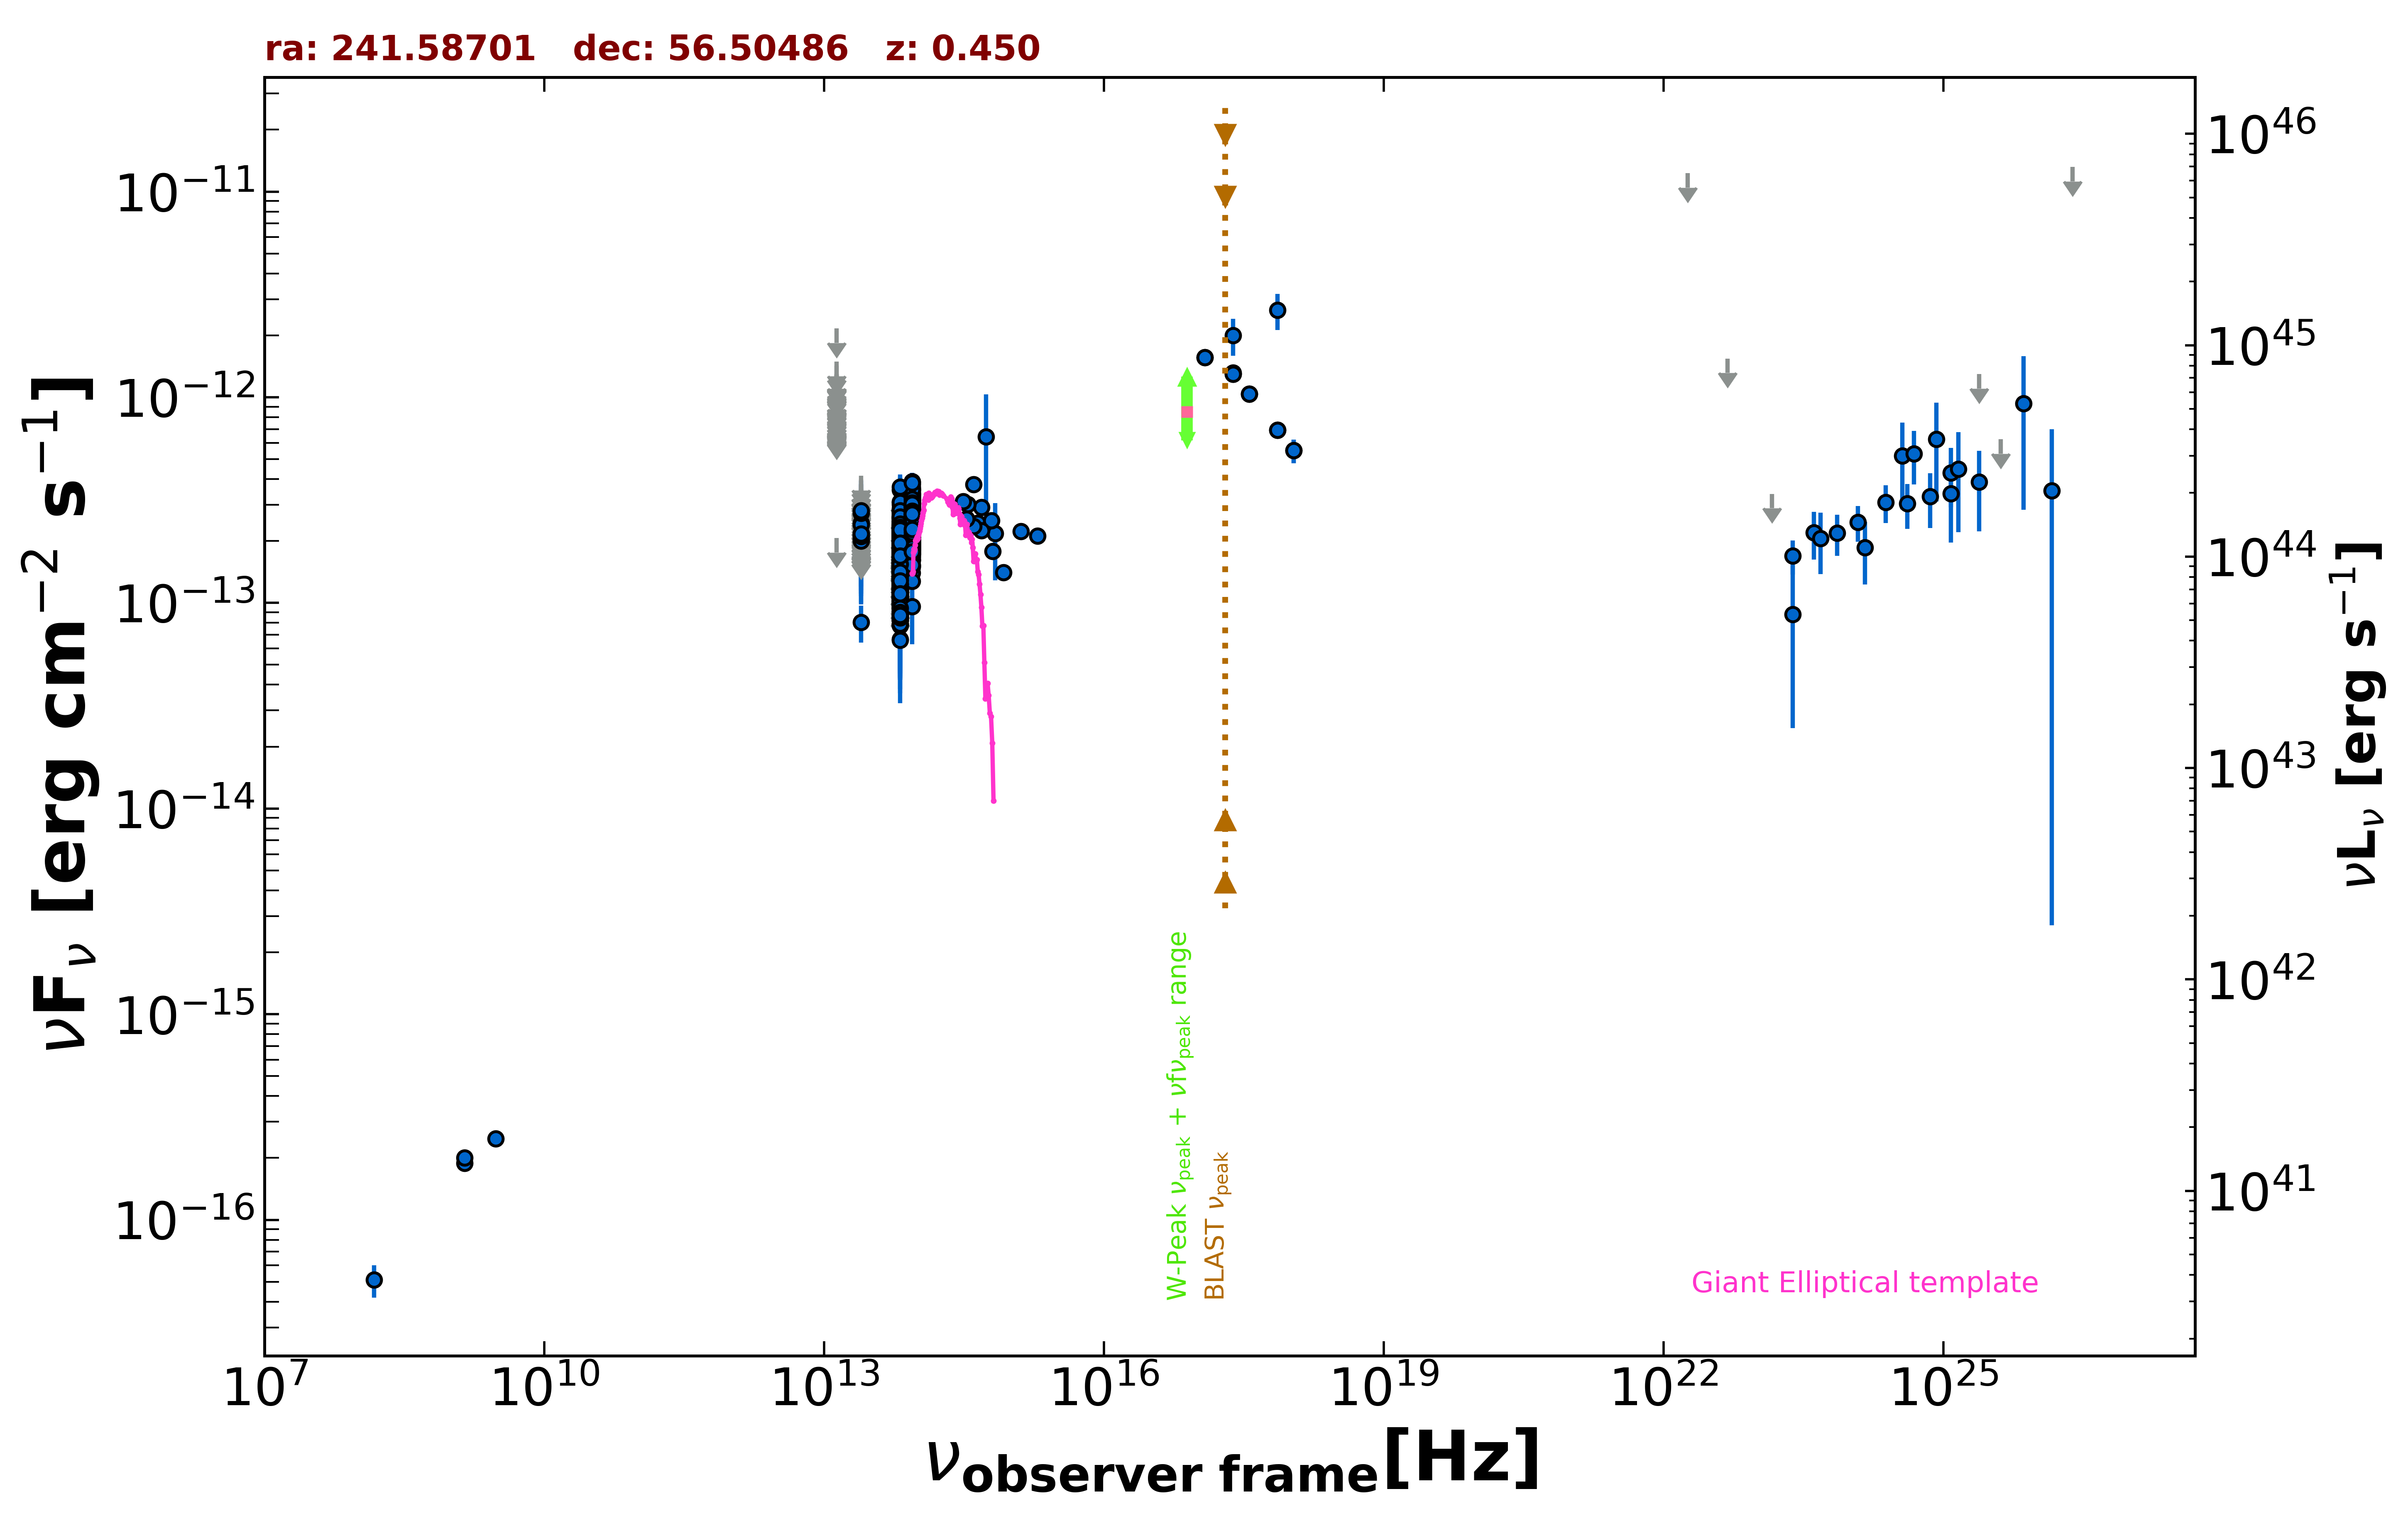 ra: 241.58701 dec: 56.50486 z: 0.450
νFν [erg cm⁻² s⁻¹]
10⁻¹¹
10⁻¹²
10⁻¹³
10⁻¹⁴
10⁻¹⁵
10⁻¹⁶
10⁴⁶
10⁴⁵
10⁴⁴
10⁴³
10⁴²
10⁴¹
νLν [erg s⁻¹]
W-Peak νpeak + νfνpeak range
BLAST νpeak
Giant Elliptical template
10⁷ 10¹⁰ 10¹³ 10¹⁶ 10¹⁹ 10²² 10²⁵
νobserver frame[Hz]